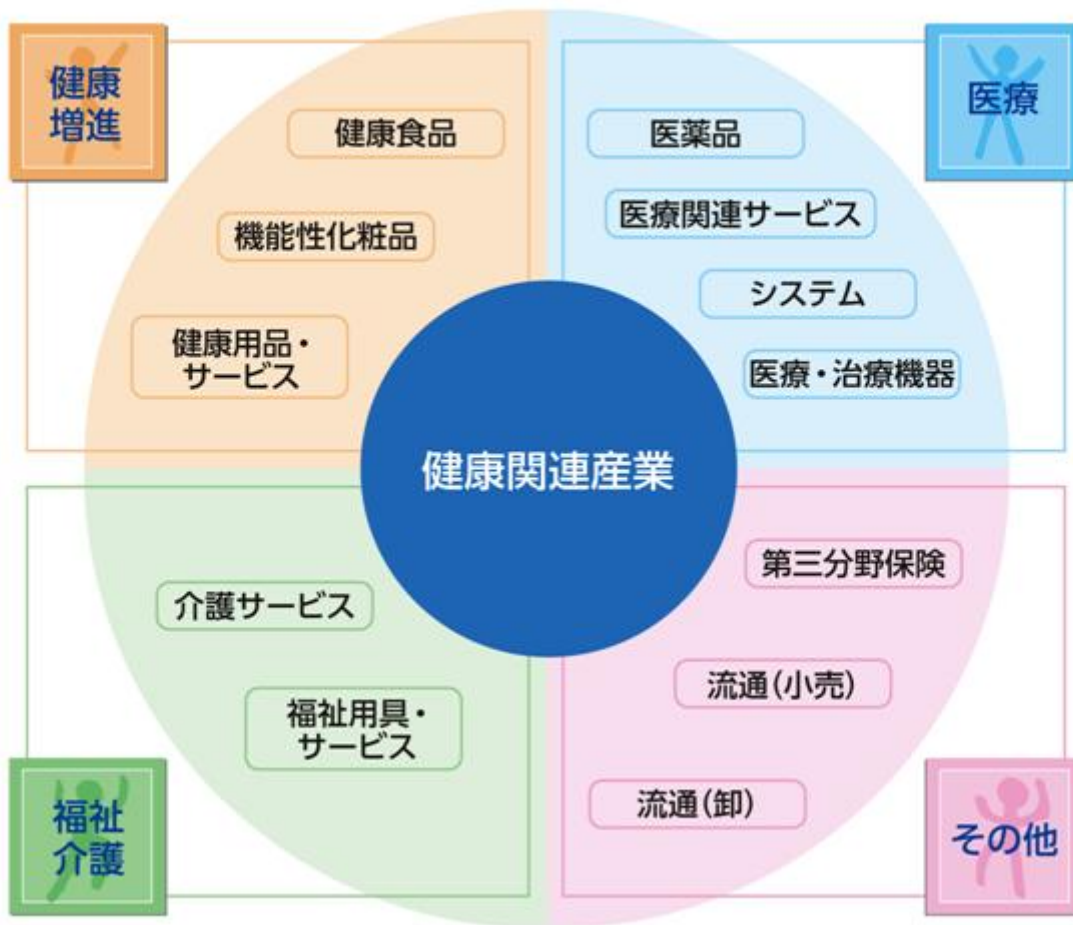 健康
増進
健康食品
機能性化粧品
健康用品・
サービス
医療
医薬品
医療関連サービス
システム
医療・治療機器
健康関連産業
福祉
介護
介護サービス
福祉用具・
サービス
その他
第三分野保険
流通（小売）
流通（卸）